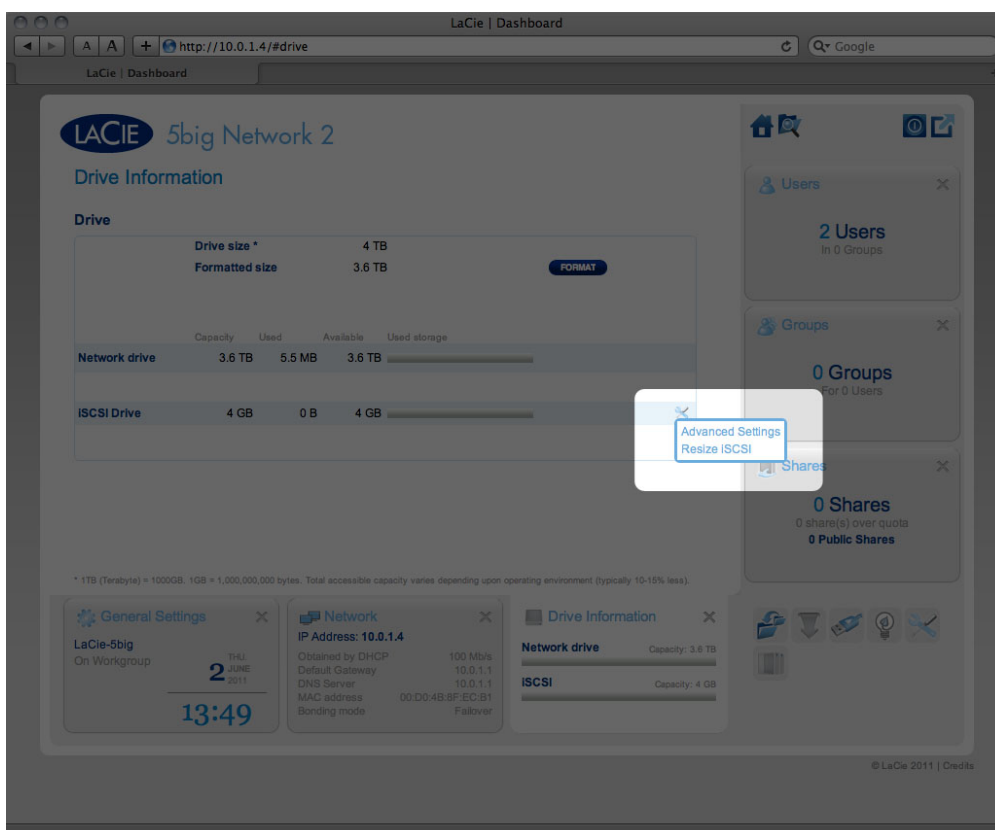 LaCie | Dashboard
A A + http://10.0.1.4/#drive Google
LaCie | Dashboard
LACIE 5big Network 2
Drive Information
Drive
Drive size * 4 TB
Formatted size 3.6 TB FORMAT
Capacity Used Available Used storage
Network drive 3.6 TB 5.5 MB 3.6 TB
iSCSI Drive 4 GB 0 B 4 GB
Advanced Settings
Resize iSCSI
* 1TB (Terabyte) = 1000GB. 1GB = 1,000,000,000 bytes. Total accessible capacity varies depending upon operating environment (typically 10-15% less).
Users
2 Users
In 0 Groups
Groups
0 Groups
For 0 Users
Shares
0 Shares
0 share(s) over quota
0 Public Shares
General Settings
LaCie-5big
On Workgroup
2 THU JUNE 2011
13:49
Network
IP Address: 10.0.1.4
Obtained by DHCP 100 Mb/s
Default Gateway 10.0.1.1
DNS Server 10.0.1.1
MAC address 00:D0:4B:8F:EC:B1
Bonding mode Failover
Drive Information
Network drive Capacity: 3.6 TB
iSCSI Capacity: 4 GB
© LaCie 2011 | Credits